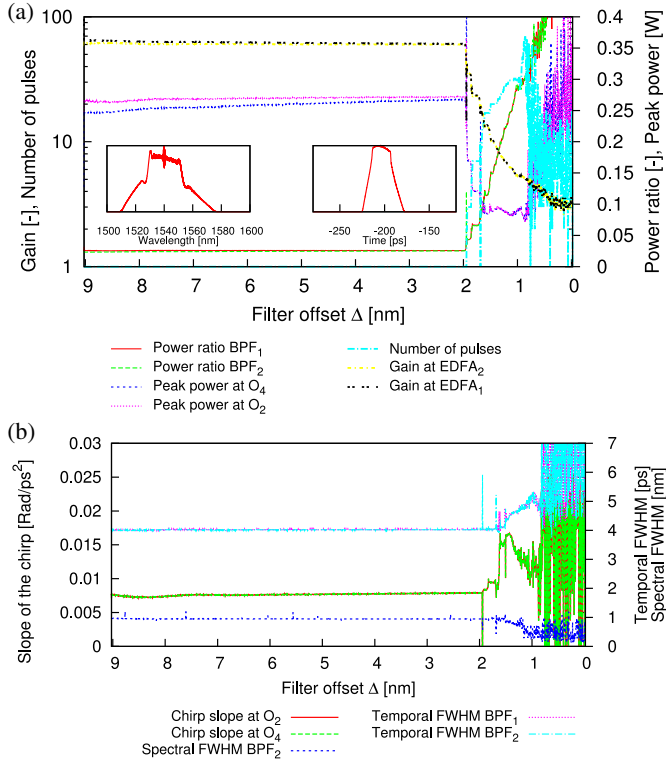 (a)
100
10
1
Gain [-], Number of pulses
0.4
0.35
0.3
0.25
0.2
0.15
0.1
0.05
0
Power ratio [-], Peak power [W]
1500 1520 1540 1560 1580 1600
Wavelength [nm]
-250 -200 -150 -100
Time [ps]
9 8 7 6 5 4 3 2 1 0
Filter offset Δ [nm]
Power ratio BPF1
Power ratio BPF2
Peak power at O4
Peak power at O2
Number of pulses
Gain at EDFA2
Gain at EDFA1
(b)
0.03
0.025
0.02
0.015
0.01
0.005
0
Slope of the chirp [Rad/ps2]
7
6
5
4
3
2
1
0
Temporal FWHM [ps]
Spectral FWHM [nm]
9 8 7 6 5 4 3 2 1 0
Filter offset Δ [nm]
Chirp slope at O2
Chirp slope at O4
Spectral FWHM BPF2
Temporal FWHM BPF1
Temporal FWHM BPF2